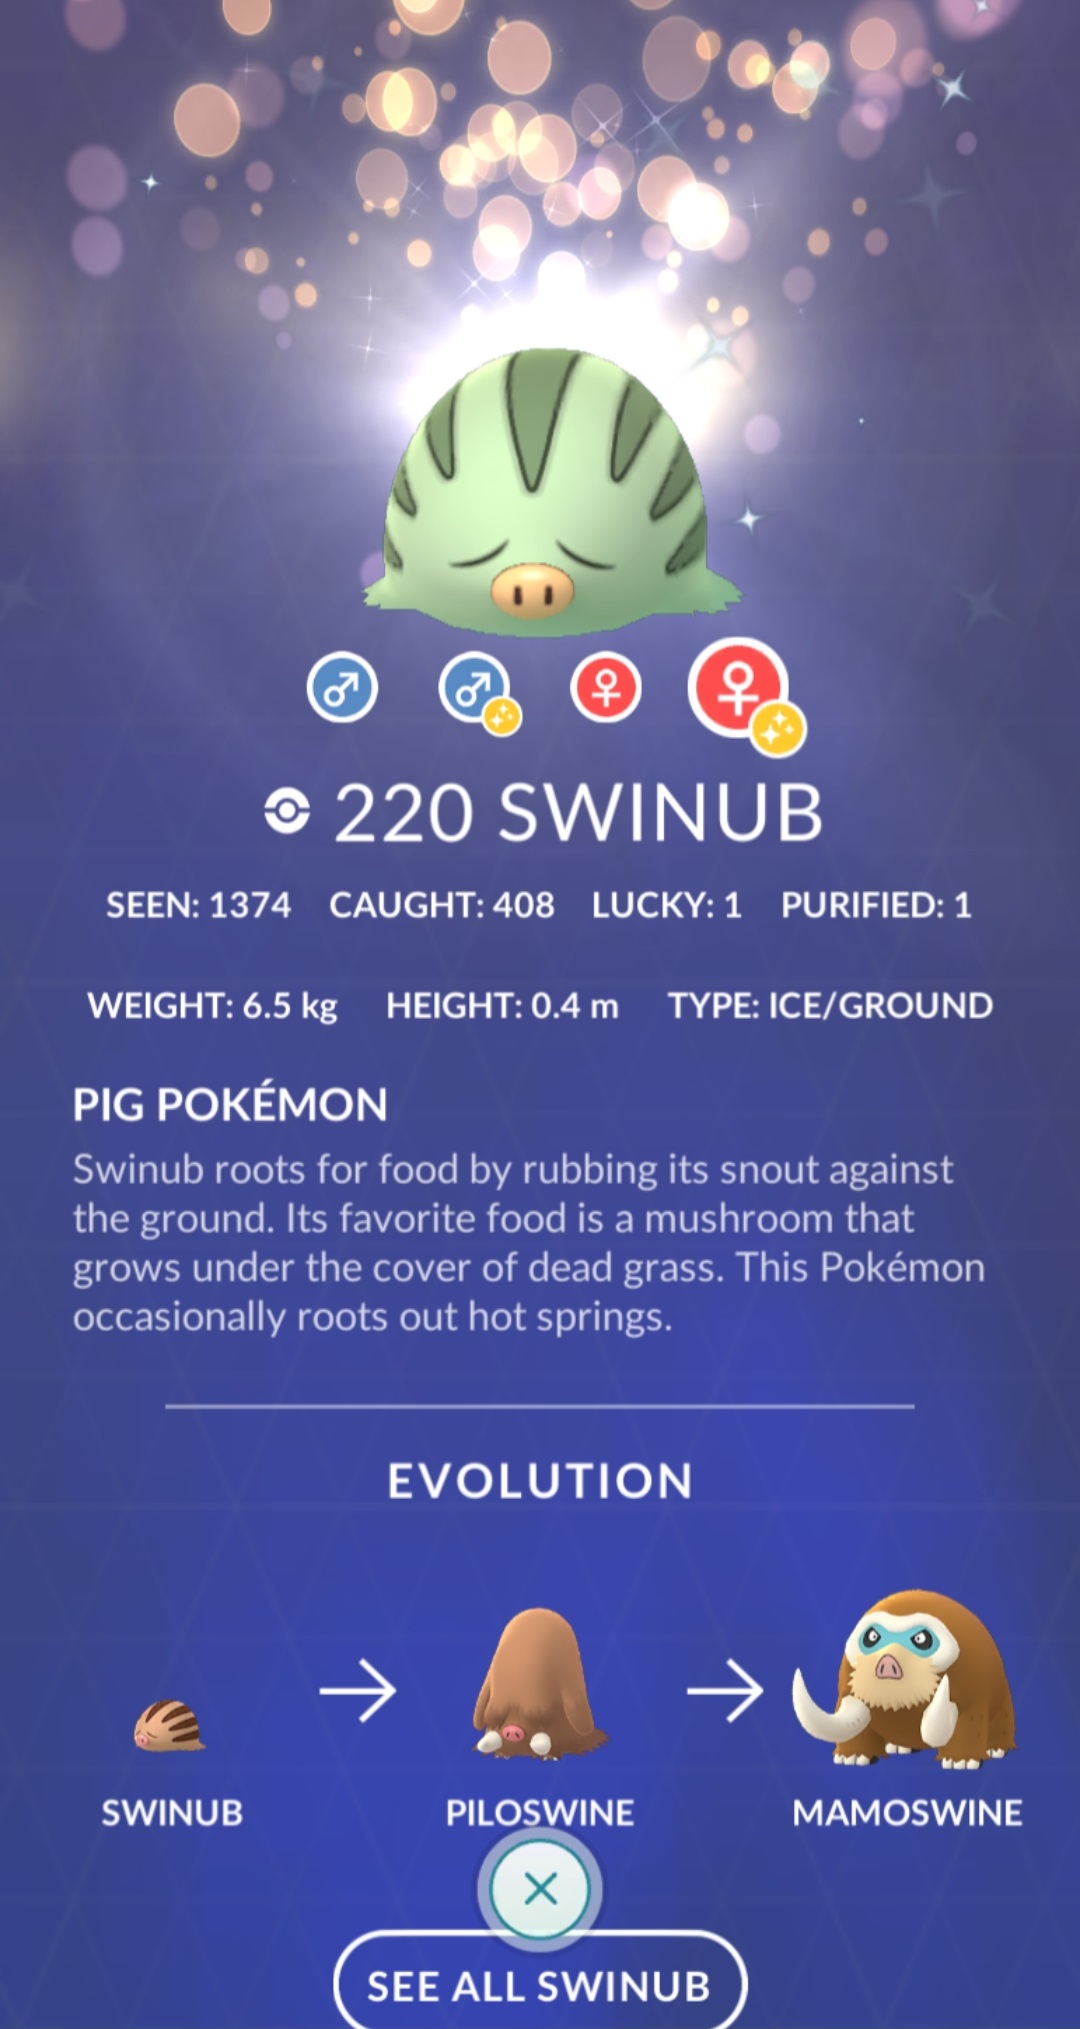 220 SWINUB
SEEN: 1374 CAUGHT: 408 LUCKY: 1 PURIFIED: 1
WEIGHT: 6.5 kg HEIGHT: 0.4 m TYPE: ICE/GROUND
PIG POKÉMON
Swinub roots for food by rubbing its snout against
the ground. Its favorite food is a mushroom that
grows under the cover of dead grass. This Pokémon
occasionally roots out hot springs.
EVOLUTION
SWINUB PILOSWINE MAMOSWINE
SEE ALL SWINUB